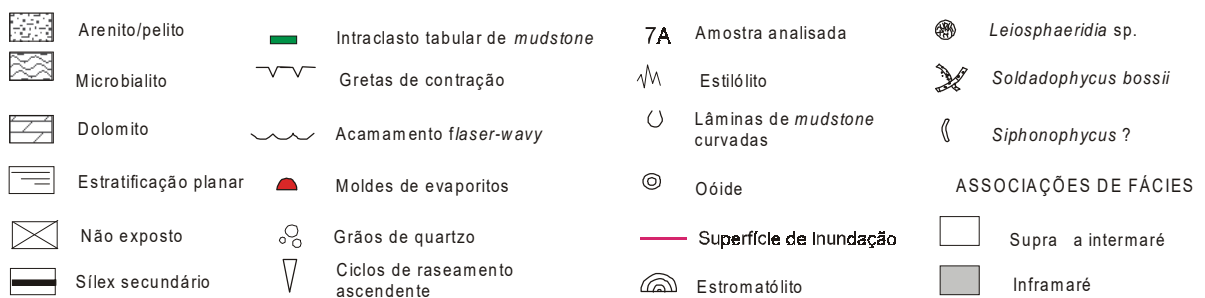 Arenito/pelito
Microbialito
Dolomito
Estratificação planar
Não exposto
Sílex secundário
Intraclasto tabular de mudstone
Gretas de contração
Acamamento flaser-wavy
Moldes de evaporitos
Grãos de quartzo
Ciclos de raseamento
ascendente
7A Amostra analisada
Estilólito
Lâminas de mudstone
curvadas
Oóide
Superfície de Inundação
Estromatólito
Leiosphaeridia sp.
Soldadophycus bossii
Siphonophycus ?
ASSOCIAÇÕES DE FÁCIES
Supra a intermaré
Inframaré